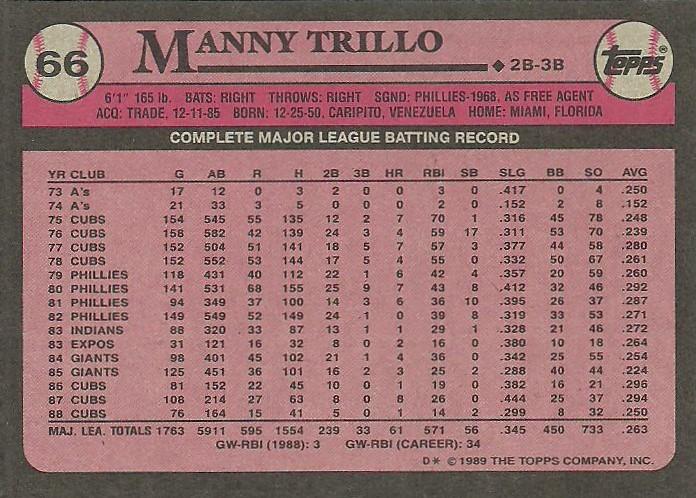 66 MANNY TRILLO Topps®
◆ 2B-3B
6'1" 165 lb. BATS: RIGHT THROWS: RIGHT SGND: PHILLIES-1968, AS FREE AGENT
ACQ: TRADE, 12-11-85 BORN: 12-25-50, CARIPITO, VENEZUELA HOME: MIAMI, FLORIDA
COMPLETE MAJOR LEAGUE BATTING RECORD
YR CLUB G AB R H 2B 3B HR RBI SB SLG BB SO AVG
73 A's 17 12 0 3 2 0 0 3 0 .417 0 4 .250
74 A's 21 33 3 5 0 0 0 2 0 .152 2 8 .152
75 CUBS 154 545 55 135 12 2 7 70 1 .316 45 78 .248
76 CUBS 158 582 42 139 24 3 4 59 17 .311 53 70 .239
77 CUBS 152 504 51 141 18 5 7 57 3 .377 44 58 .280
78 CUBS 152 552 53 144 17 5 4 55 0 .332 50 67 .261
79 PHILLIES 118 431 40 112 22 1 6 42 4 .357 20 59 .260
80 PHILLIES 141 531 68 155 25 9 7 43 8 .412 32 46 .292
81 PHILLIES 94 349 37 100 14 3 6 36 10 .395 26 37 .287
82 PHILLIES 149 549 52 149 24 1 0 39 8 .319 33 53 .271
83 INDIANS 88 320 33 87 13 1 1 29 1 .328 21 46 .272
83 EXPOS 31 121 16 32 8 0 2 16 0 .380 10 18 .264
84 GIANTS 98 401 45 102 21 1 4 36 0 .342 25 55 .254
85 GIANTS 125 451 36 101 16 2 3 25 2 .288 40 44 .224
86 CUBS 81 152 22 45 10 0 1 19 0 .382 16 21 .296
87 CUBS 108 214 27 63 8 0 8 26 0 .444 25 37 .294
88 CUBS 76 164 15 41 5 0 1 14 2 .299 8 32 .250
MAJ. LEA. TOTALS 1763 5911 595 1554 239 33 61 571 56 .345 450 733 .263
GW-RBI (1988): 3 GW-RBI (CAREER): 34
D* ©1989 THE TOPPS COMPANY, INC.